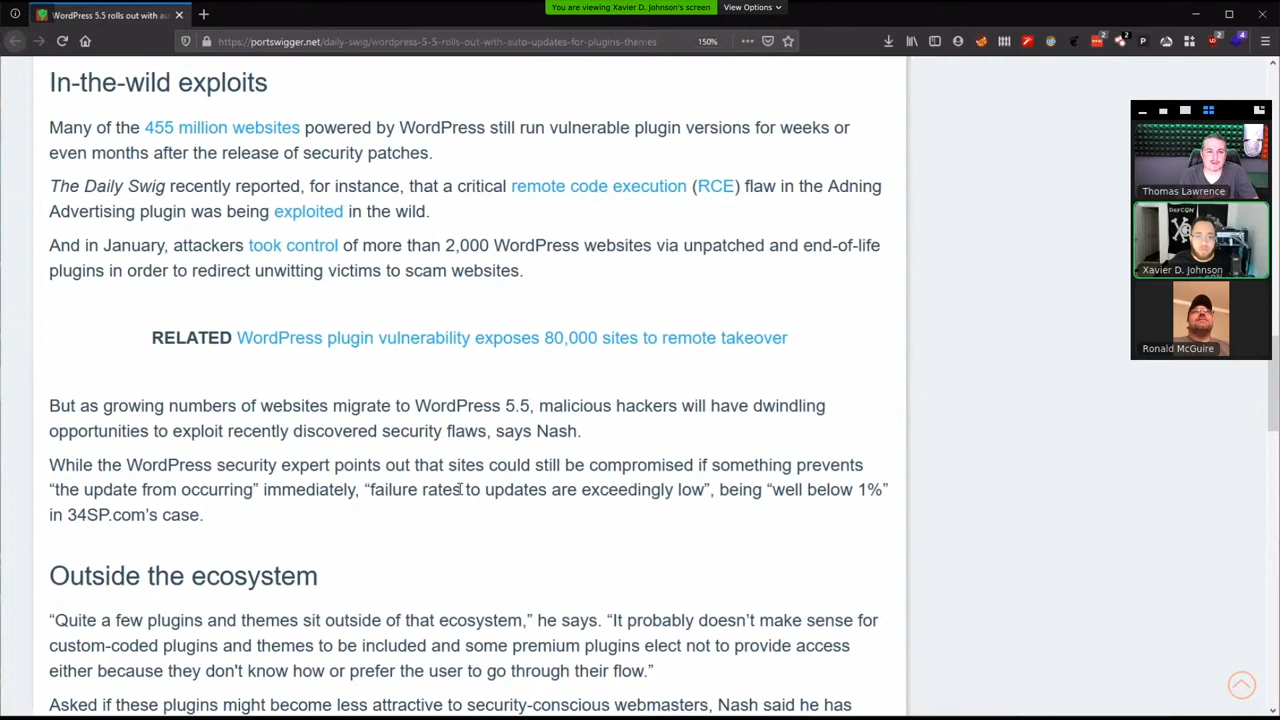 WordPress 5.5 rolls out with au
You are viewing Xavier D. Johnson's screen
View Options
https://portswigger.net/daily-swig/wordpress-5-5-rolls-out-with-auto-updates-for-plugins-themes
150%
In-the-wild exploits
Many of the 455 million websites powered by WordPress still run vulnerable plugin versions for weeks or
even months after the release of security patches.
The Daily Swig recently reported, for instance, that a critical remote code execution (RCE) flaw in the Adning
Advertising plugin was being exploited in the wild.
And in January, attackers took control of more than 2,000 WordPress websites via unpatched and end-of-life
plugins in order to redirect unwitting victims to scam websites.
RELATED WordPress plugin vulnerability exposes 80,000 sites to remote takeover
But as growing numbers of websites migrate to WordPress 5.5, malicious hackers will have dwindling
opportunities to exploit recently discovered security flaws, says Nash.
While the WordPress security expert points out that sites could still be compromised if something prevents
“the update from occurring” immediately, “failure rates to updates are exceedingly low”, being “well below 1%”
in 34SP.com’s case.
Outside the ecosystem
“Quite a few plugins and themes sit outside of that ecosystem,” he says. “It probably doesn’t make sense for
custom-coded plugins and themes to be included and some premium plugins elect not to provide access
either because they don't know how or prefer the user to go through their flow.”
Asked if these plugins might become less attractive to security-conscious webmasters, Nash said he has
Thomas Lawrence
DEFCON
Xavier D. Johnson
Ronald McGuire